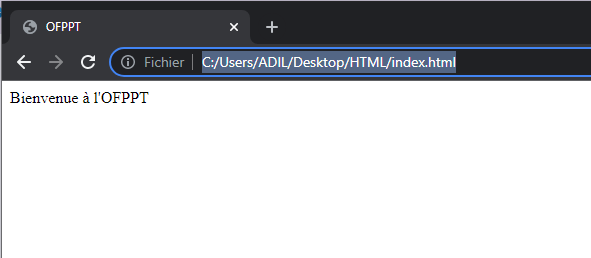 OFPPT
Fichier C:/Users/ADIL/Desktop/HTML/index.html
Bienvenue à l'OFPPT